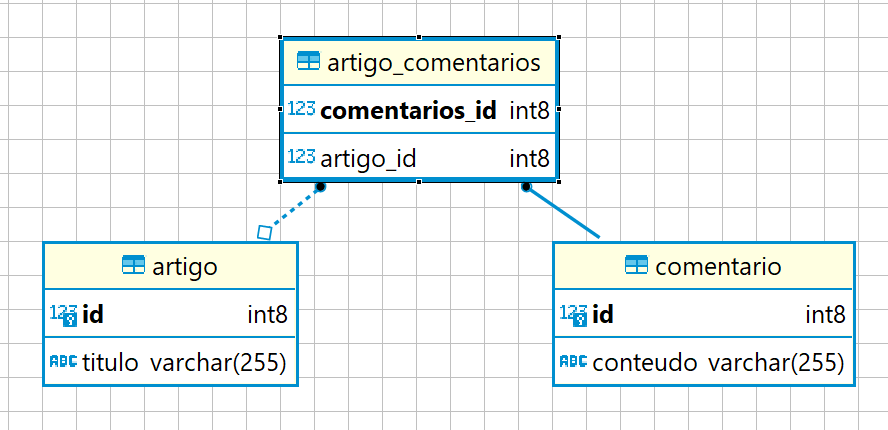 artigo_comentarios
123 comentarios_id int8
123 artigo_id int8
artigo
123 id int8
ABC titulo varchar(255)
comentario
123 id int8
ABC conteudo varchar(255)